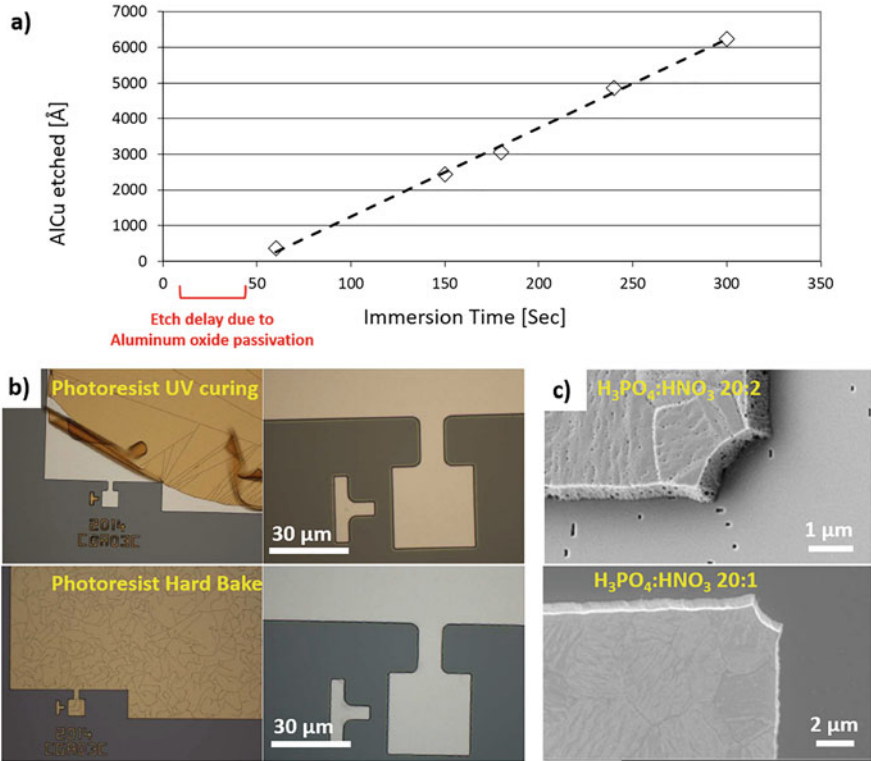 a)
7000
6000
5000
4000
3000
2000
1000
0
AlCu etched [Å]
0 50 100 150 200 250 300 350
Immersion Time [Sec]
Etch delay due to
Aluminum oxide passivation
b)
Photoresist UV curing
2014
30 µm
Photoresist Hard Bake
2014
30 µm
c)
H₃PO₄:HNO₃ 20:2
1 µm
H₃PO₄:HNO₃ 20:1
2 µm